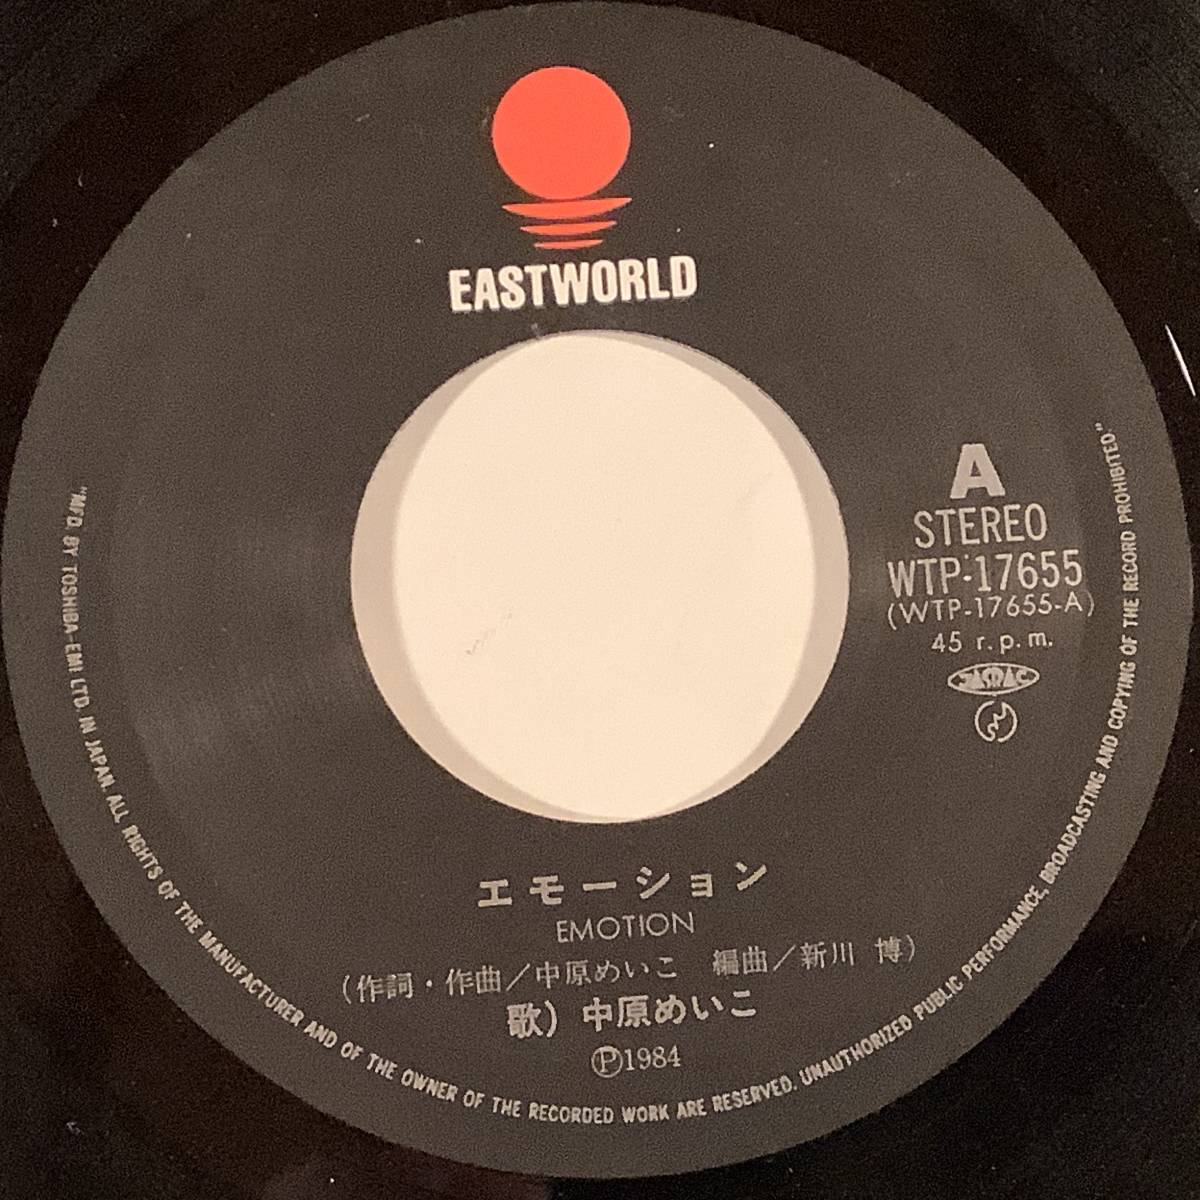 EASTWORLD
A
STEREO
WTP-17655
(WTP-17655-A)
45 r.p.m.
JASRAC
エモーション
EMOTION
(作詞・作曲/中原めいこ 編曲/新川 博)
歌) 中原めいこ
Ⓟ1984
"MFD. BY TOSHIBA-EMI LTD. IN JAPAN. ALL RIGHTS OF THE MANUFACTURER AND OF THE OWNER OF THE RECORDED WORK ARE RESERVED. UNAUTHORIZED PUBLIC PERFORMANCE, BROADCASTING AND COPYING OF THE RECORD PROHIBITED."